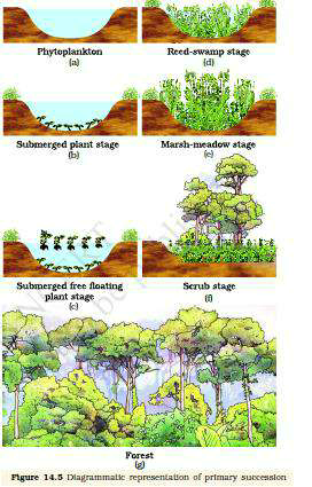 Phytoplankton
(a)
Reed-swamp stage
(d)
Submerged plant stage
(b)
Marsh-meadow stage
(e)
Submerged free floating
plant stage
(c)
Scrub stage
(f)
Forest
(g)
Figure 14.5 Diagrammatic representation of primary succession